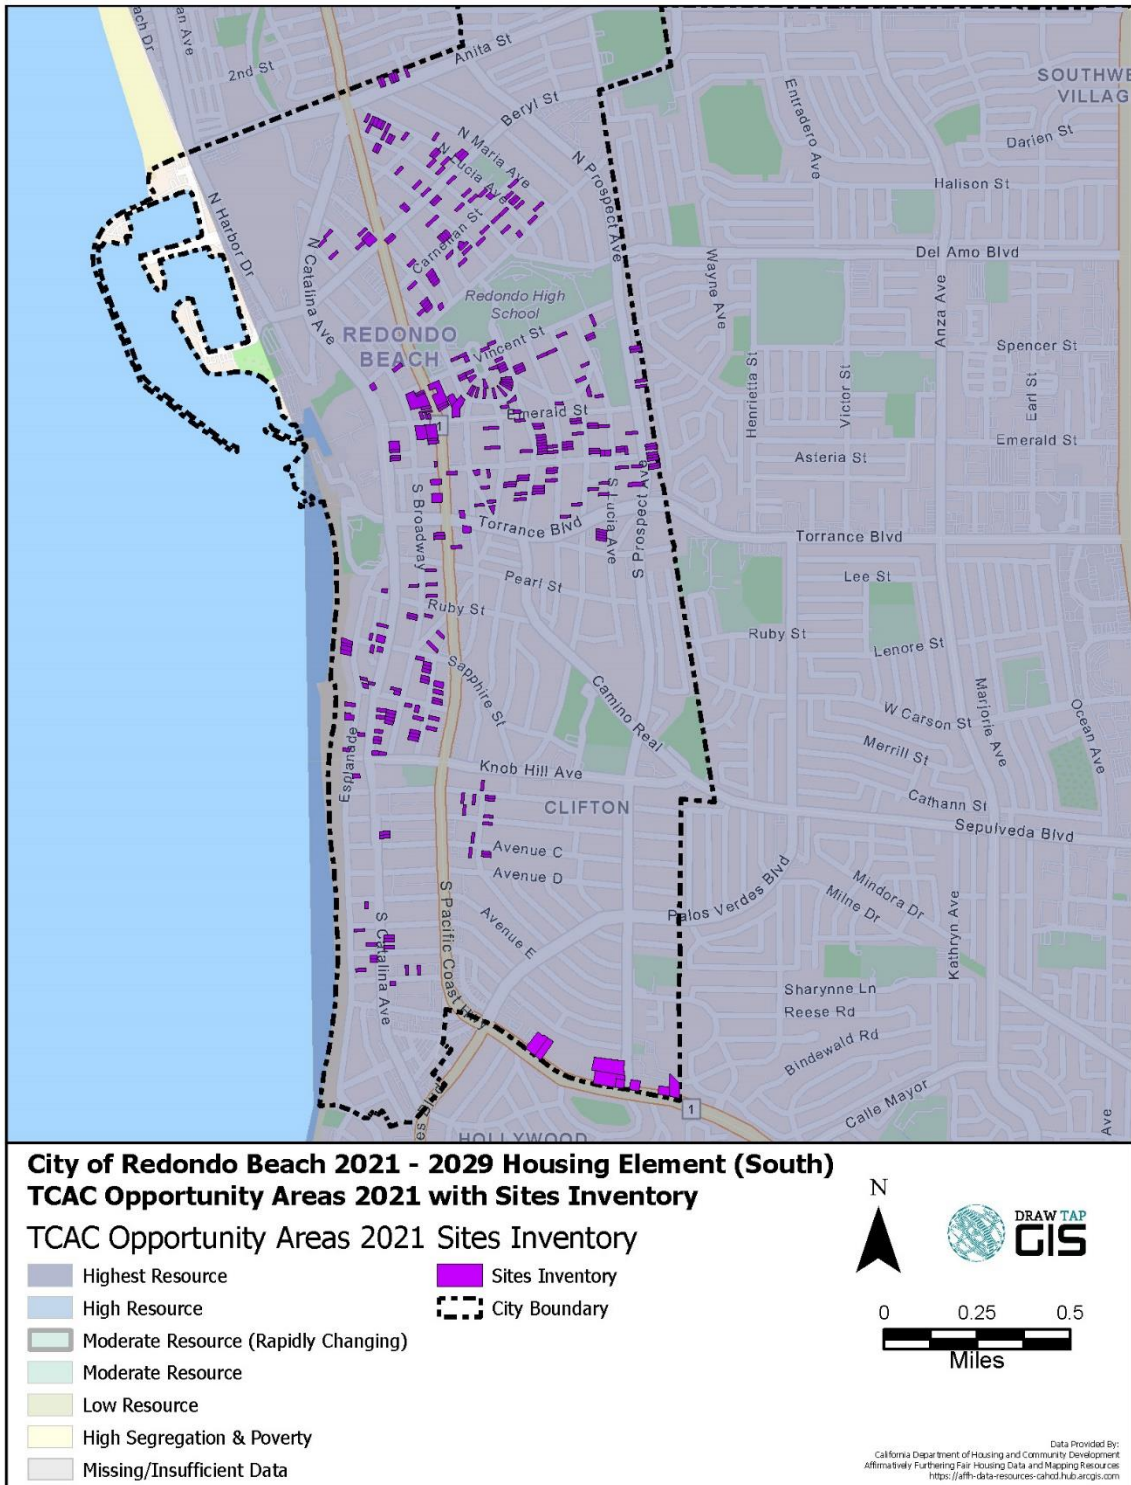 ach Dr
an Ave
2nd St
Anita St
Beryl St
N Maria Ave
N Lucia Ave
Carnelian St
N Prospect Ave
Entradero Ave
SOUTHWE
VILLAG
Darien St
Halison St
Del Amo Blvd
N Harbor Dr
N Catalina Ave
Wayne Ave
Anza Ave
Redondo High
School
REDONDO
BEACH
Vincent St
Spencer St
Henrietta St
Victor St
Earl St
Emerald St
1
Emerald St
Asteria St
S Broadway
S Lucia Ave
S Prospect Ave
Torrance Blvd
Torrance Blvd
Pearl St
Lee St
Ruby St
Ruby St
Lenore St
Sapphire St
Camino Real
Marjorie Ave
Ocean Ave
W Carson St
Merrill St
Esplanade
Knob Hill Ave
CLIFTON
Cathann St
Sepulveda Blvd
Avenue C
Avenue D
Mindora Dr
Milne Dr
Palos Verdes Blvd
Kathryn Ave
S Catalina Ave
S Pacific Coast Hwy
Avenue E
Sharynne Ln
Reese Rd
Bindewald Rd
Calle Mayor
1
Ave
HOLLYWOOD
City of Redondo Beach 2021 - 2029 Housing Element (South)
TCAC Opportunity Areas 2021 with Sites Inventory
TCAC Opportunity Areas 2021 Sites Inventory
Highest Resource
High Resource
Moderate Resource (Rapidly Changing)
Moderate Resource
Low Resource
High Segregation & Poverty
Missing/Insufficient Data
Sites Inventory
City Boundary
N
DRAW TAP
GIS
0 0.25 0.5
Miles
Data Provided By:
California Department of Housing and Community Development
Affirmatively Furthering Fair Housing Data and Mapping Resources
https://affh-data-resources-cahcd.hub.arcgis.com